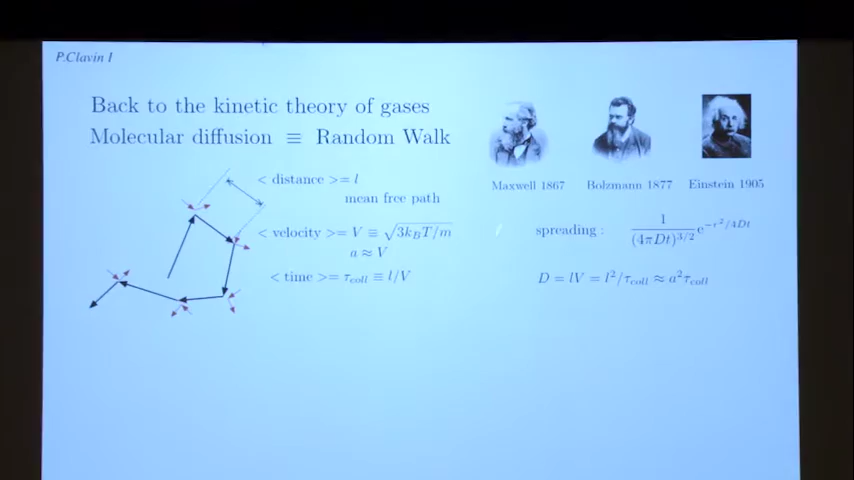 P.Clavin I
Back to the kinetic theory of gases
Molecular diffusion ≡ Random Walk
< distance >= l
mean free path
< velocity >= V ≡ √3k_BT/m
a ≈ V
< time >= τ_coll ≡ l/V
Maxwell 1867 Bolzmann 1877 Einstein 1905
spreading : 1/(4πDt)^{3/2} e^{−r²/4Dt}
D = lV = l²/τ_coll ≈ a²τ_coll